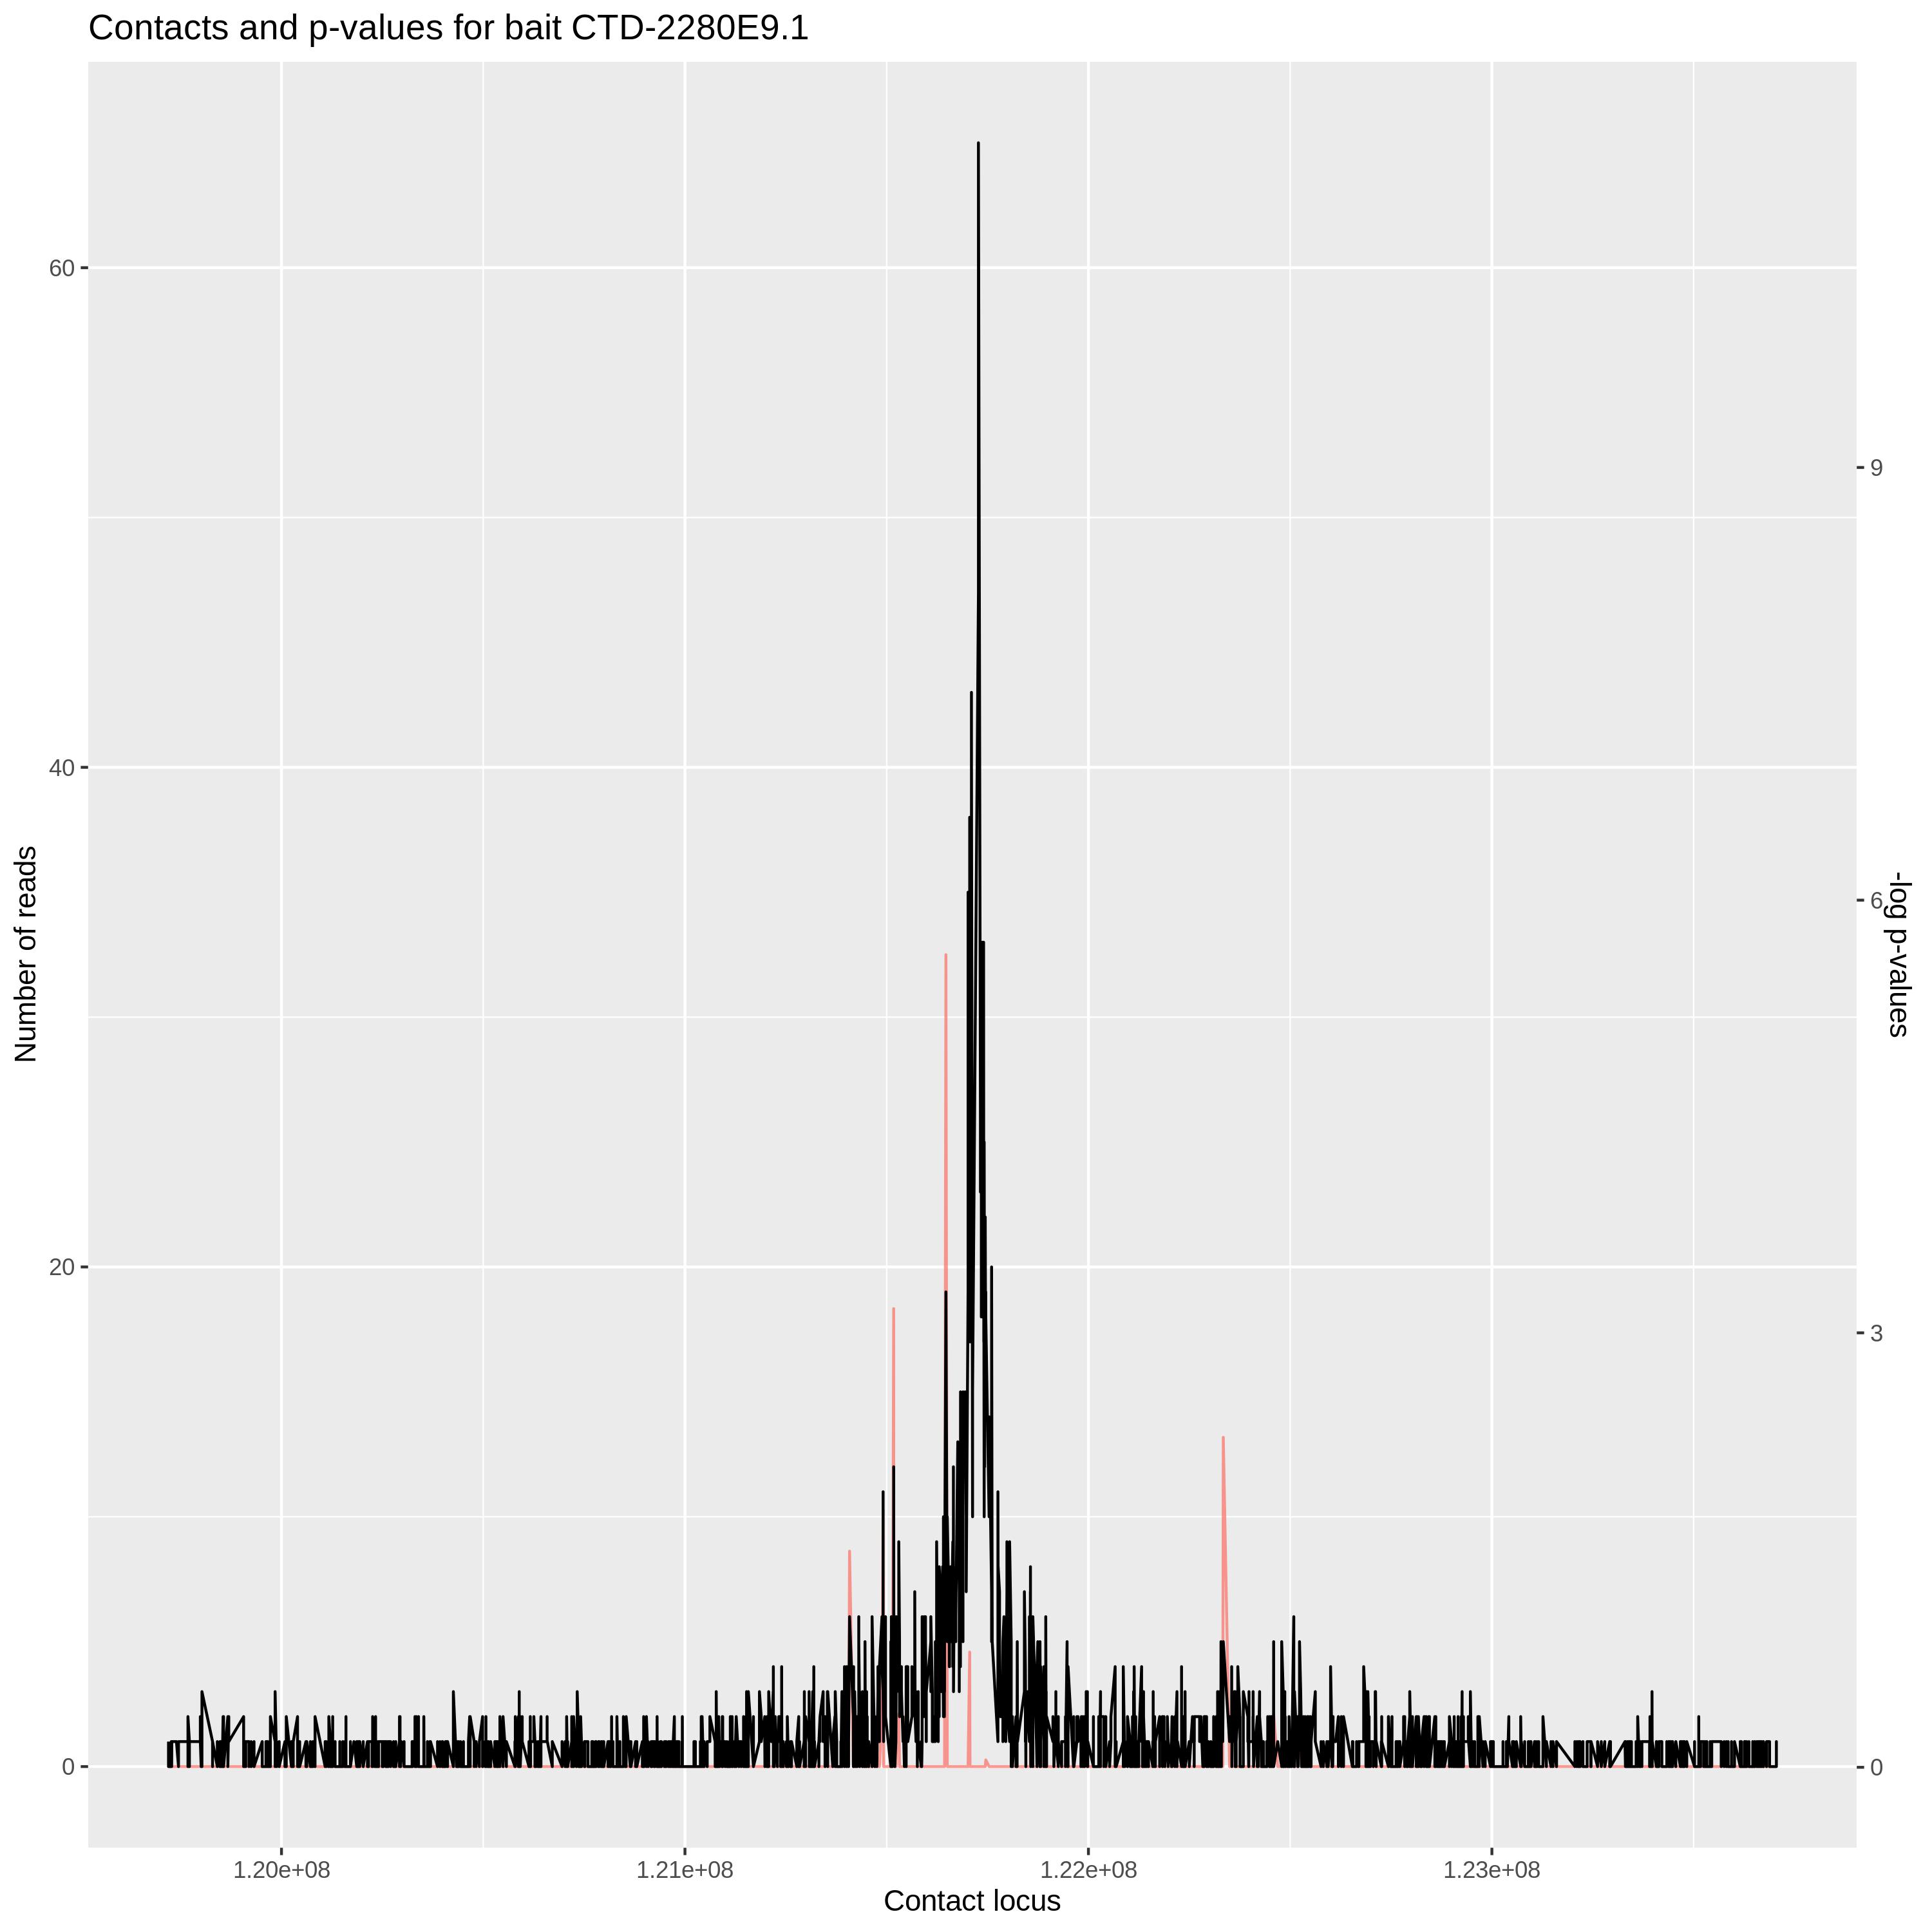 Contacts and p-values for bait CTD-2280E9.1
60
40
20
0
Number of reads
9
6
3
0
-log p-values
1.20e+08
1.21e+08
1.22e+08
1.23e+08
Contact locus